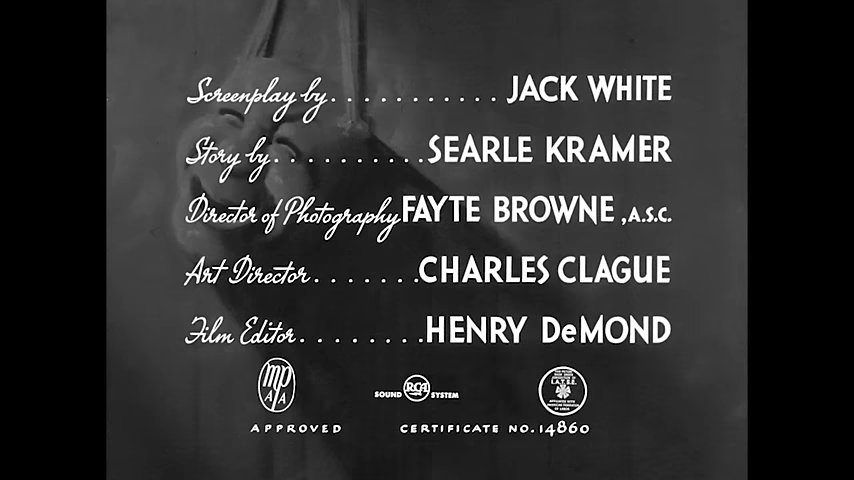 Screenplay by........... JACK WHITE
Story by.......... SEARLE KRAMER
Director of Photography FAYTE BROWNE, A.S.C.
Art Director....... CHARLES CLAGUE
Film Editor........ HENRY DeMOND
MPAA
SOUND RCA SYSTEM
I.A.T.S.E.
APPROVED
CERTIFICATE NO. 14860